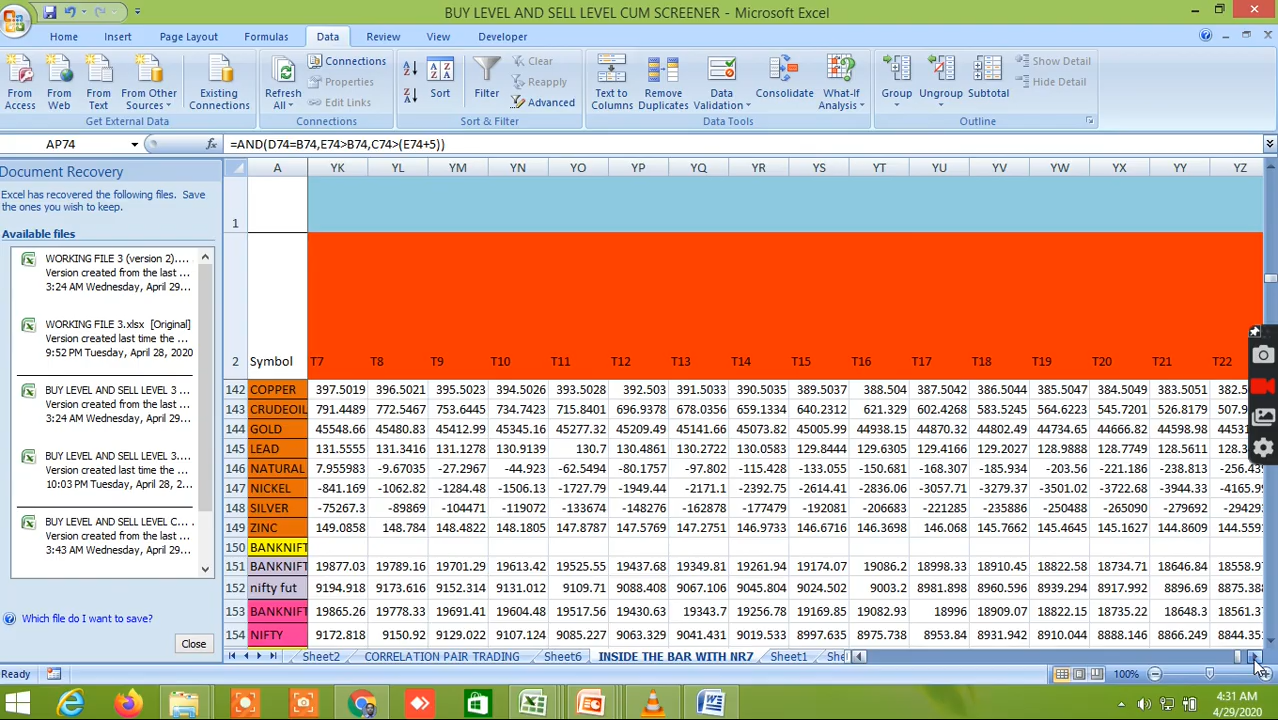 BUY LEVEL AND SELL LEVEL CUM SCREENER - Microsoft Excel
Home Insert Page Layout Formulas Data Review View Developer
From Access From Web From Text From Other Sources Existing Connections Refresh All Connections Properties Edit Links Sort Filter Clear Reapply Advanced Text to Columns Remove Duplicates Data Validation Consolidate What-If Analysis Group Ungroup Subtotal Show Detail Hide Detail
Get External Data Connections Sort & Filter Data Tools Outline
AP74 fx =AND(D74=B74,E74>B74,C74>(E74+5))
Document Recovery
Excel has recovered the following files. Save the ones you wish to keep.
Available files
WORKING FILE 3 (version 2)....
Version created from the last ...
3:24 AM Wednesday, April 29...
WORKING FILE 3.xlsx [Original]
Version created last time the ...
9:52 PM Tuesday, April 28, 2020
BUY LEVEL AND SELL LEVEL 3 ...
Version created from the last ...
3:24 AM Wednesday, April 29...
BUY LEVEL AND SELL LEVEL 3....
Version created last time the ...
10:03 PM Tuesday, April 28, 2...
BUY LEVEL AND SELL LEVEL C...
Version created from the last ...
3:43 AM Wednesday, April 29...
Which file do I want to save?
Close
A YK YL YM YN YO YP YQ YR YS YT YU YV YW YX YY YZ
1
2 Symbol T7 T8 T9 T10 T11 T12 T13 T14 T15 T16 T17 T18 T19 T20 T21 T22
142 COPPER 397.5019 396.5021 395.5023 394.5026 393.5028 392.503 391.5033 390.5035 389.5037 388.504 387.5042 386.5044 385.5047 384.5049 383.5051 382.5
143 CRUDEOIL 791.4489 772.5467 753.6445 734.7423 715.8401 696.9378 678.0356 659.1334 640.2312 621.329 602.4268 583.5245 564.6223 545.7201 526.8179 507.9
144 GOLD 45548.66 45480.83 45412.99 45345.16 45277.32 45209.49 45141.66 45073.82 45005.99 44938.15 44870.32 44802.49 44734.65 44666.82 44598.98 4453
145 LEAD 131.5555 131.3416 131.1278 130.9139 130.7 130.4861 130.2722 130.0583 129.8444 129.6305 129.4166 129.2027 128.9888 128.7749 128.5611 128.3
146 NATURAL 7.955983 -9.67035 -27.2967 -44.923 -62.5494 -80.1757 -97.802 -115.428 -133.055 -150.681 -168.307 -185.934 -203.56 -221.186 -238.813 -256.439
147 NICKEL -841.169 -1062.82 -1284.48 -1506.13 -1727.79 -1949.44 -2171.1 -2392.75 -2614.41 -2836.06 -3057.71 -3279.37 -3501.02 -3722.68 -3944.33 -4165.99
148 SILVER -75267.3 -89869 -104471 -119072 -133674 -148276 -162878 -177479 -192081 -206683 -221285 -235886 -250488 -265090 -279692 -29429
149 ZINC 149.0858 148.784 148.4822 148.1805 147.8787 147.5769 147.2751 146.9733 146.6716 146.3698 146.068 145.7662 145.4645 145.1627 144.8609 144.559
150 BANKNIFT
151 BANKNIFT 19877.03 19789.16 19701.29 19613.42 19525.55 19437.68 19349.81 19261.94 19174.07 19086.2 18998.33 18910.45 18822.58 18734.71 18646.84 18558.9
152 nifty fut 9194.918 9173.616 9152.314 9131.012 9109.71 9088.408 9067.106 9045.804 9024.502 9003.2 8981.898 8960.596 8939.294 8917.992 8896.69 8875.388
153 BANKNIFT 19865.26 19778.33 19691.41 19604.48 19517.56 19430.63 19343.7 19256.78 19169.85 19082.93 18996 18909.07 18822.15 18735.22 18648.3 18561.3
154 NIFTY 9172.818 9150.92 9129.022 9107.124 9085.227 9063.329 9041.431 9019.533 8997.635 8975.738 8953.84 8931.942 8910.044 8888.146 8866.249 8844.351
Sheet2 CORRELATION PAIR TRADING Sheet6 INSIDE THE BAR WITH NR7 Sheet1 She
Ready 100%
4:31 AM
4/29/2020